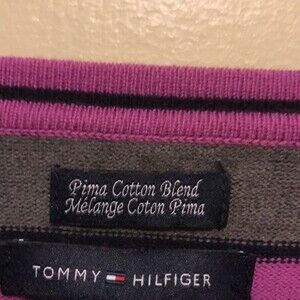 Pima Cotton Blend
Mélange Coton Pima
TOMMY HILFIGER